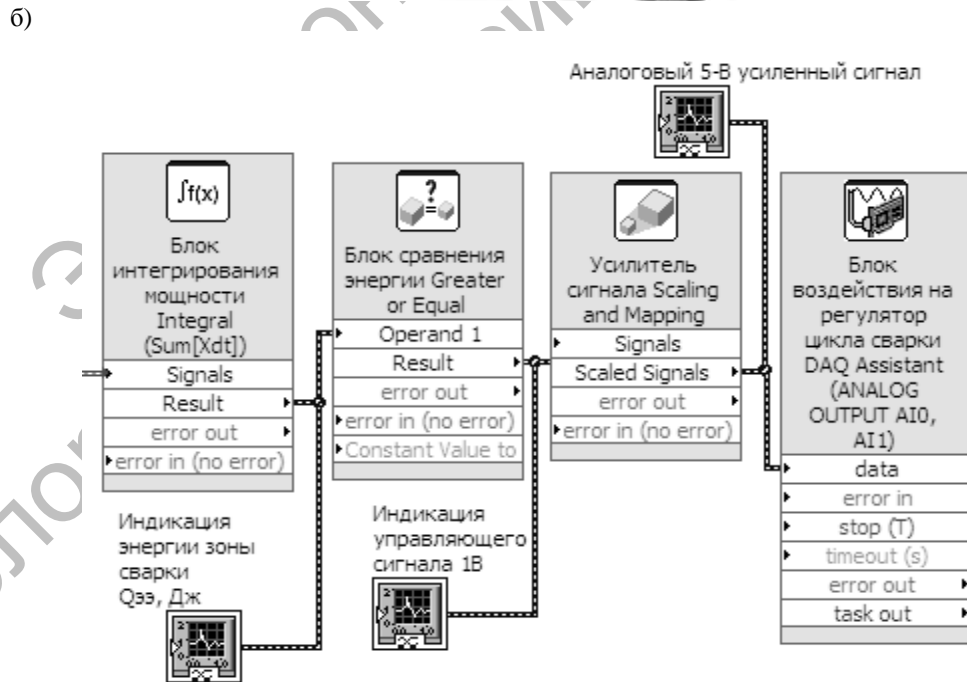 б)
Аналоговый 5-В усиленный сигнал
∫f(x)
Блок
интегрирования
мощности
Integral
(Sum[Xdt])
Signals
Result
error out
error in (no error)
Индикация
энергии зоны
сварки
Qээ, Дж
?
=
Блок сравнения
энергии Greater
or Equal
Operand 1
Result
error out
error in (no error)
Constant Value to
Индикация
управляющего
сигнала 1В
Усилитель
сигнала Scaling
and Mapping
Signals
Scaled Signals
error out
error in (no error)
Блок
воздействия на
регулятор
цикла сварки
DAQ Assistant
(ANALOG
OUTPUT AI0,
AI1)
data
error in
stop (T)
timeout (s)
error out
task out